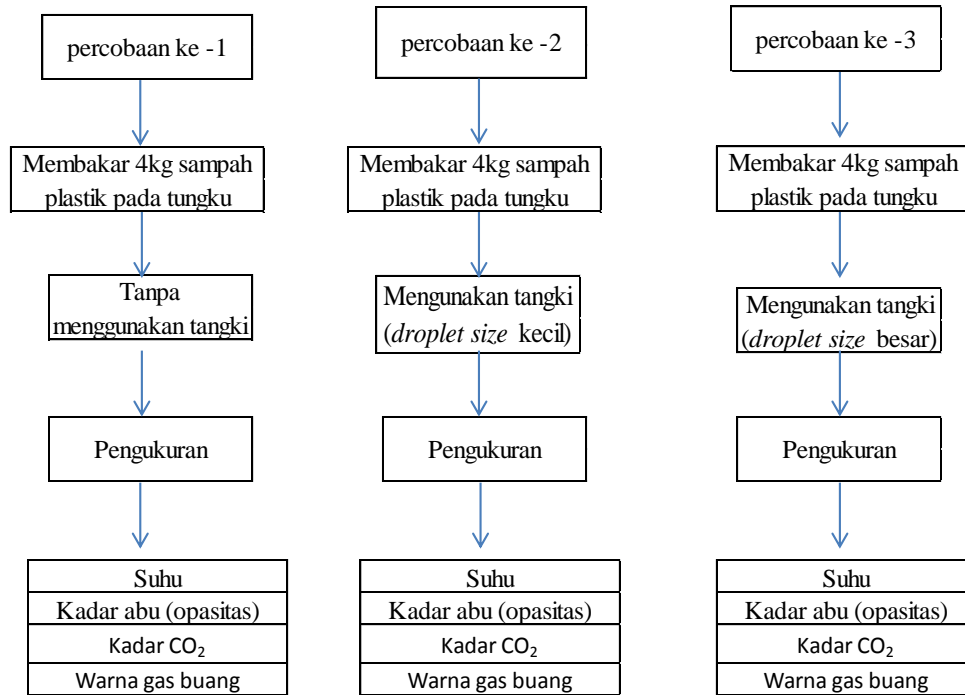 percobaan ke -1
Membakar 4kg sampah
plastik pada tungku
Tanpa
menggunakan tangki
Pengukuran
Suhu
Kadar abu (opasitas)
Kadar CO₂
Warna gas buang
percobaan ke -2
Membakar 4kg sampah
plastik pada tungku
Mengunakan tangki
(droplet size kecil)
Pengukuran
Suhu
Kadar abu (opasitas)
Kadar CO₂
Warna gas buang
percobaan ke -3
Membakar 4kg sampah
plastik pada tungku
Mengunakan tangki
(droplet size besar)
Pengukuran
Suhu
Kadar abu (opasitas)
Kadar CO₂
Warna gas buang